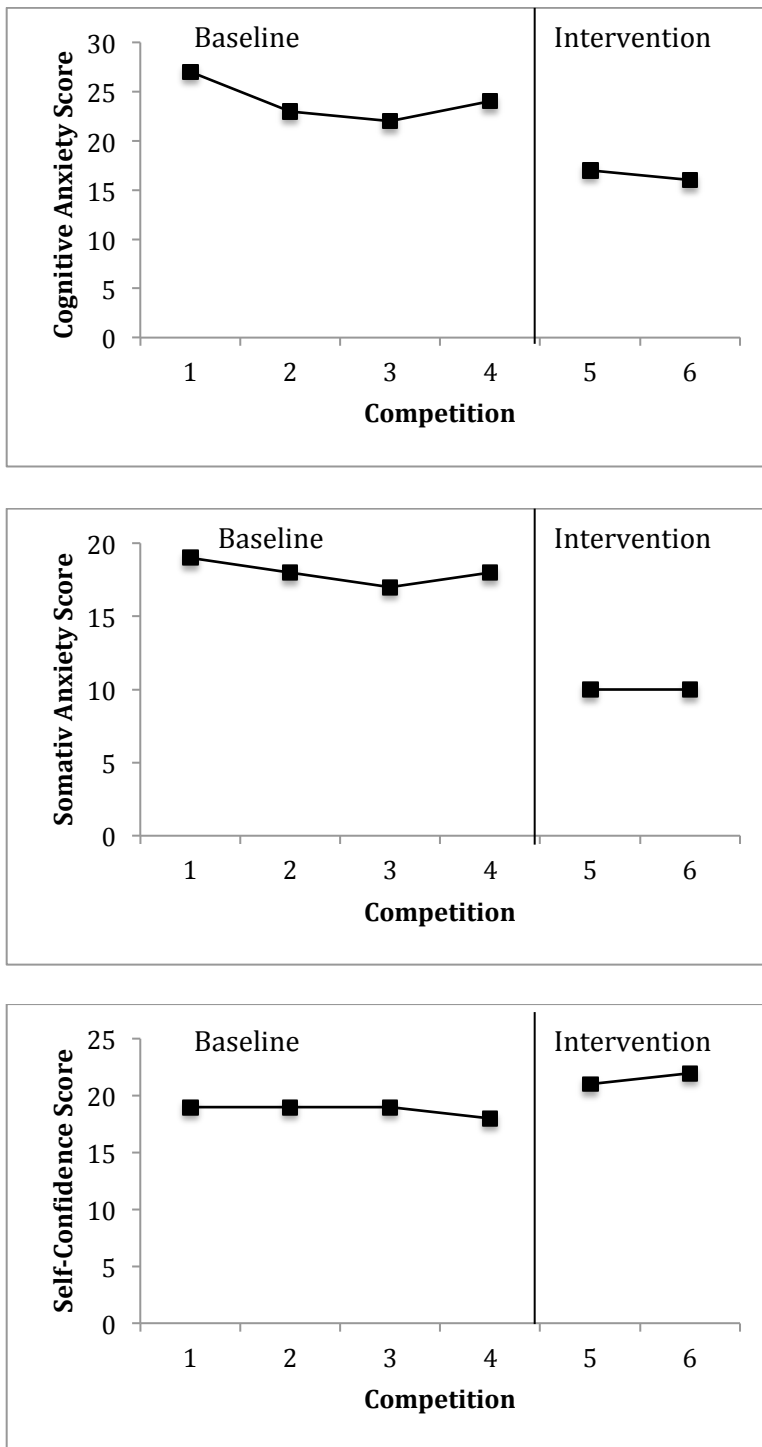 Baseline Intervention
Cognitive Anxiety Score
30
25
20
15
10
5
0
1 2 3 4 5 6
Competition
Baseline Intervention
Somativ Anxiety Score
20
15
10
5
0
1 2 3 4 5 6
Competition
Baseline Intervention
Self-Confidence Score
25
20
15
10
5
0
1 2 3 4 5 6
Competition